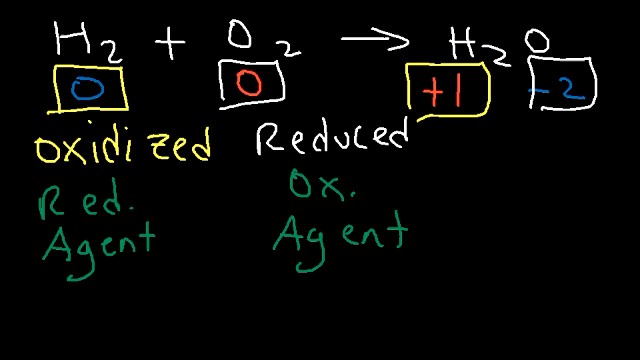 H₂ + O₂ → H₂O
0 0 +1 -2
oxidized Reduced
Red. Ox.
Agent Agent